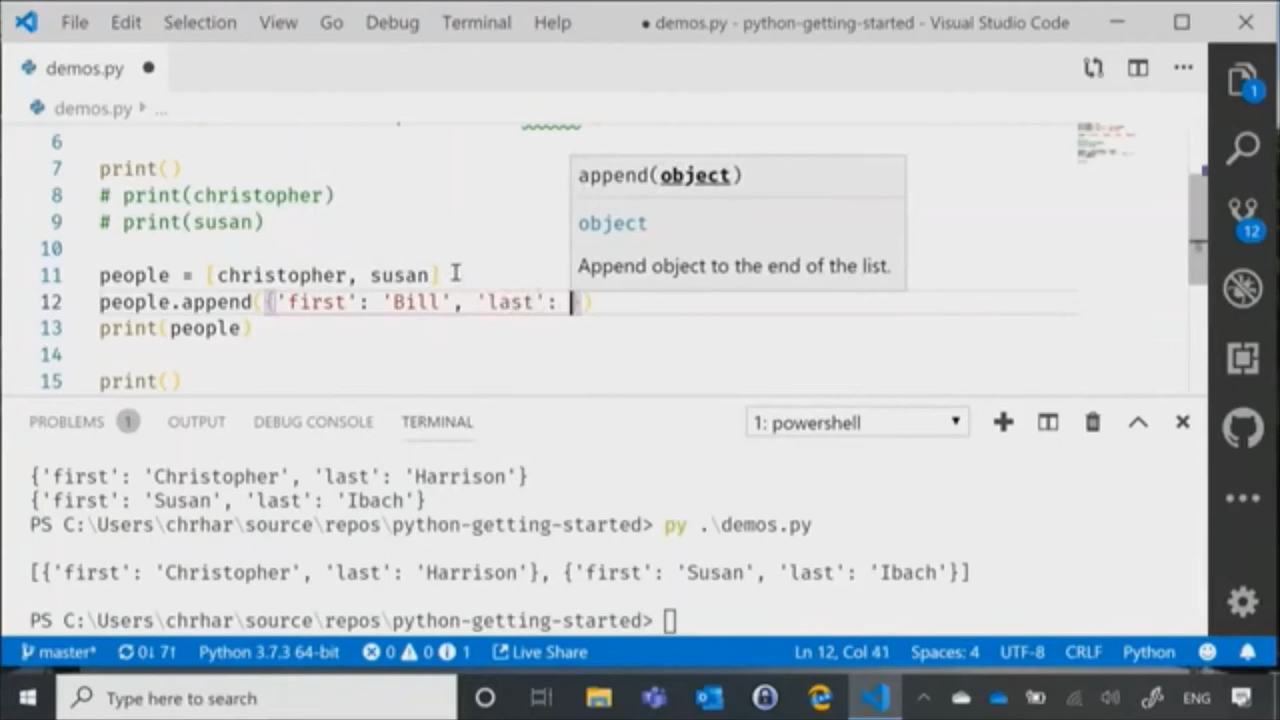 File Edit Selection View Go Debug Terminal Help ● demos.py - python-getting-started - Visual Studio Code
demos.py ●
demos.py ...
6
7 print()
8 # print(christopher)
9 # print(susan)
10
11 people = [christopher, susan]
12 people.append({'first': 'Bill', 'last': })
13 print(people)
14
15 print()
append(object)
object
Append object to the end of the list.
1
12
PROBLEMS 1 OUTPUT DEBUG CONSOLE TERMINAL 1: powershell
{'first': 'Christopher', 'last': 'Harrison'}
{'first': 'Susan', 'last': 'Ibach'}
PS C:\Users\chrhar\source\repos\python-getting-started> py .\demos.py
[{'first': 'Christopher', 'last': 'Harrison'}, {'first': 'Susan', 'last': 'Ibach'}]
PS C:\Users\chrhar\source\repos\python-getting-started>
master* 0↓ 7↑ Python 3.7.3 64-bit 0 0 1 Live Share Ln 12, Col 41 Spaces: 4 UTF-8 CRLF Python
Type here to search ENG